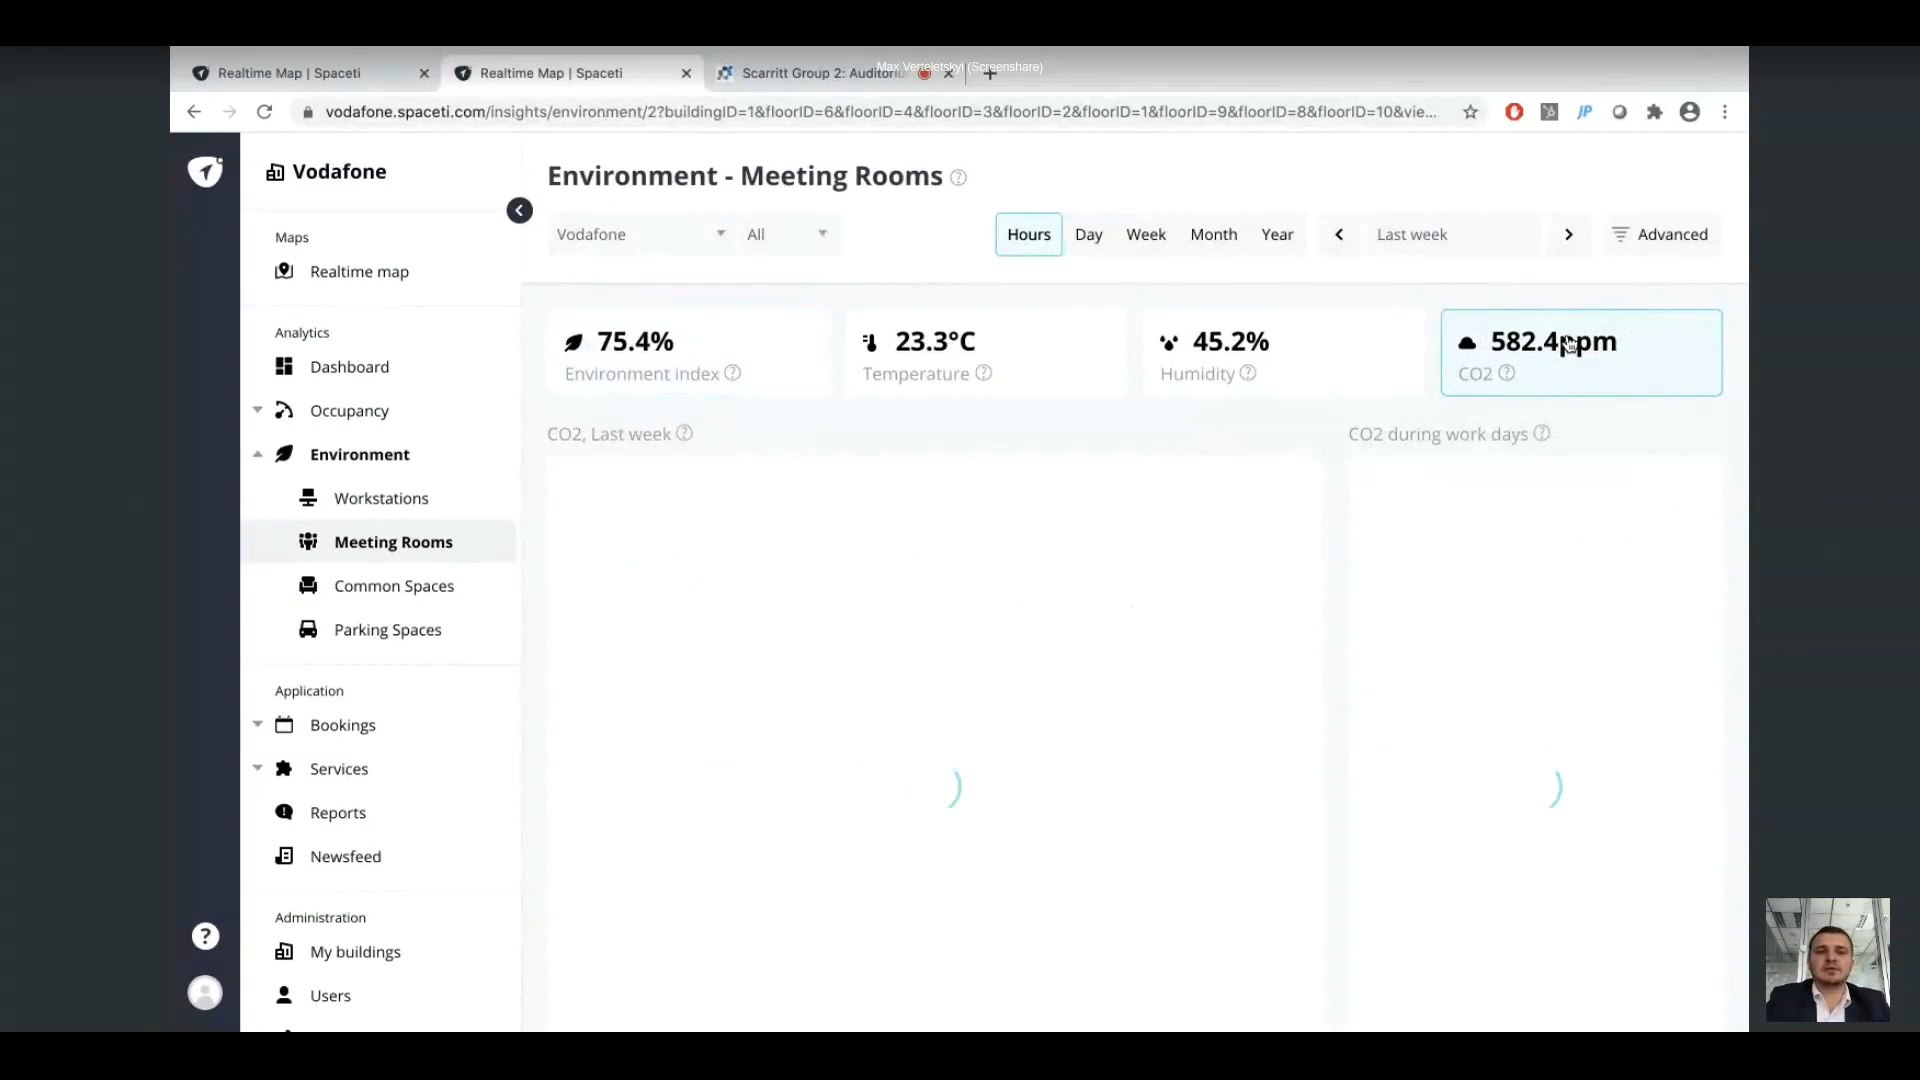 Realtime Map | Spaceti
Realtime Map | Spaceti
Scarritt Group 2: Auditori
Max Verteletskyi (Screenshare)
vodafone.spaceti.com/insights/environment/2?buildingID=1&floorID=6&floorID=4&floorID=3&floorID=2&floorID=1&floorID=9&floorID=8&floorID=10&vie...
JP
Vodafone
Maps
Realtime map
Analytics
Dashboard
Occupancy
Environment
Workstations
Meeting Rooms
Common Spaces
Parking Spaces
Application
Bookings
Services
Reports
Newsfeed
Administration
My buildings
Users
Environment - Meeting Rooms
Vodafone
All
Hours
Day
Week
Month
Year
Last week
Advanced
75.4%
Environment index
23.3°C
Temperature
45.2%
Humidity
582.4ppm
CO2
CO2, Last week
CO2 during work days